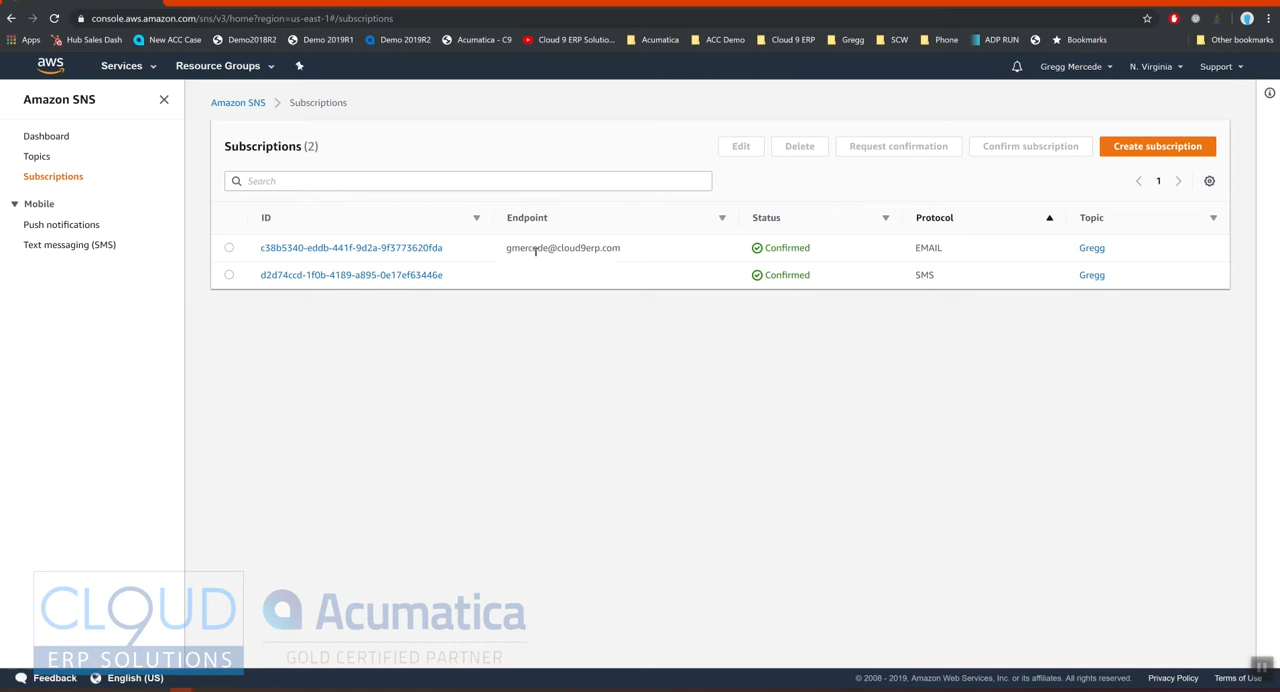 console.aws.amazon.com/sns/v3/home?region=us-east-1#/subscriptions
Apps Hub Sales Dash New ACC Case Demo2018R2 Demo 2019R1 Demo 2019R2 Acumatica - C9 Cloud 9 ERP Solutio... Acumatica ACC Demo Cloud 9 ERP Gregg SCW Phone ADP RUN Bookmarks Other bookmarks
aws Services Resource Groups Gregg Mercede N. Virginia Support
Amazon SNS
Dashboard
Topics
Subscriptions
Mobile
Push notifications
Text messaging (SMS)
Amazon SNS Subscriptions
Subscriptions (2) Edit Delete Request confirmation Confirm subscription Create subscription
Search 1
ID Endpoint Status Protocol Topic
c38b5340-eddb-441f-9d2a-9f3773620fda gmercede@cloud9erp.com Confirmed EMAIL Gregg
d2d74ccd-1f0b-4189-a895-0e17ef63446e Confirmed SMS Gregg
CLOUD 9
ERP SOLUTIONS
Acumatica
GOLD CERTIFIED PARTNER
Feedback English (US) © 2008 - 2019, Amazon Web Services, Inc. or its affiliates. All rights reserved. Privacy Policy Terms of Use